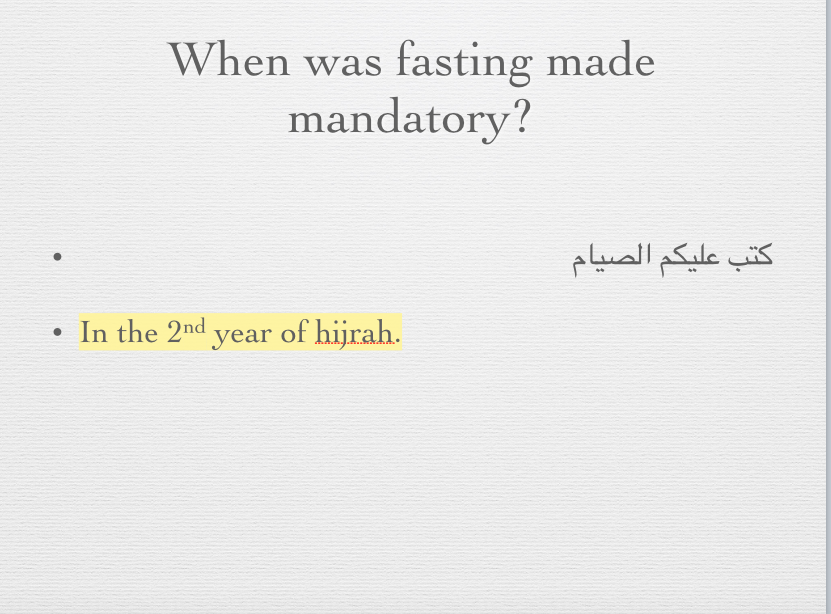 When was fasting made
mandatory?
• كتب عليكم الصيام
• In the 2nd year of hijrah.